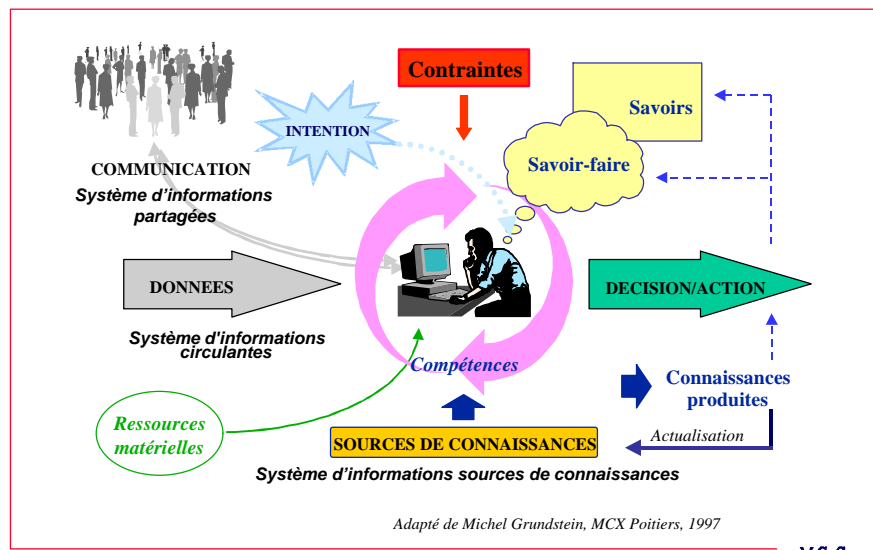 Contraintes
Savoirs
INTENTION
Savoir-faire
COMMUNICATION
Système d’informations
partagées
DONNEES
DECISION/ACTION
Système d'informations
circulantes
Compétences
Connaissances
produites
Ressources
matérielles
SOURCES DE CONNAISSANCES
Actualisation
Système d’informations sources de connaissances
Adapté de Michel Grundstein, MCX Poitiers, 1997